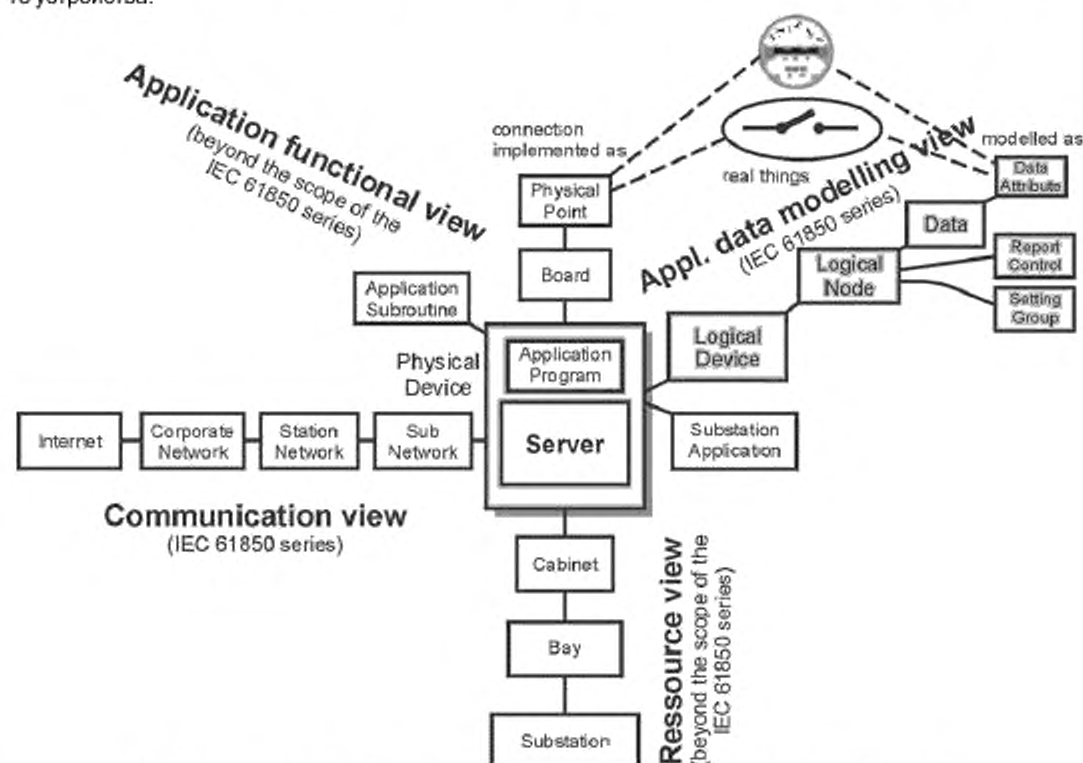 те устройства.
Application functional view
(beyond the scope of the
IEC 61850 series)
connection
implemented as
real things
modelled as
Appl. data modelling view
(IEC 61850 series)
Physical
Point
Board
Data
Attribute
Data
Report
Control
Setting
Group
Logical
Node
Logical
Device
Application
Subroutine
Physical
Device
Application
Program
Server
Substation
Application
Internet
Corporate
Network
Station
Network
Sub
Network
Communication view
(IEC 61850 series)
Cabinet
Bay
Substation
Ressource view
(beyond the scope of the
IEC 61850 series)